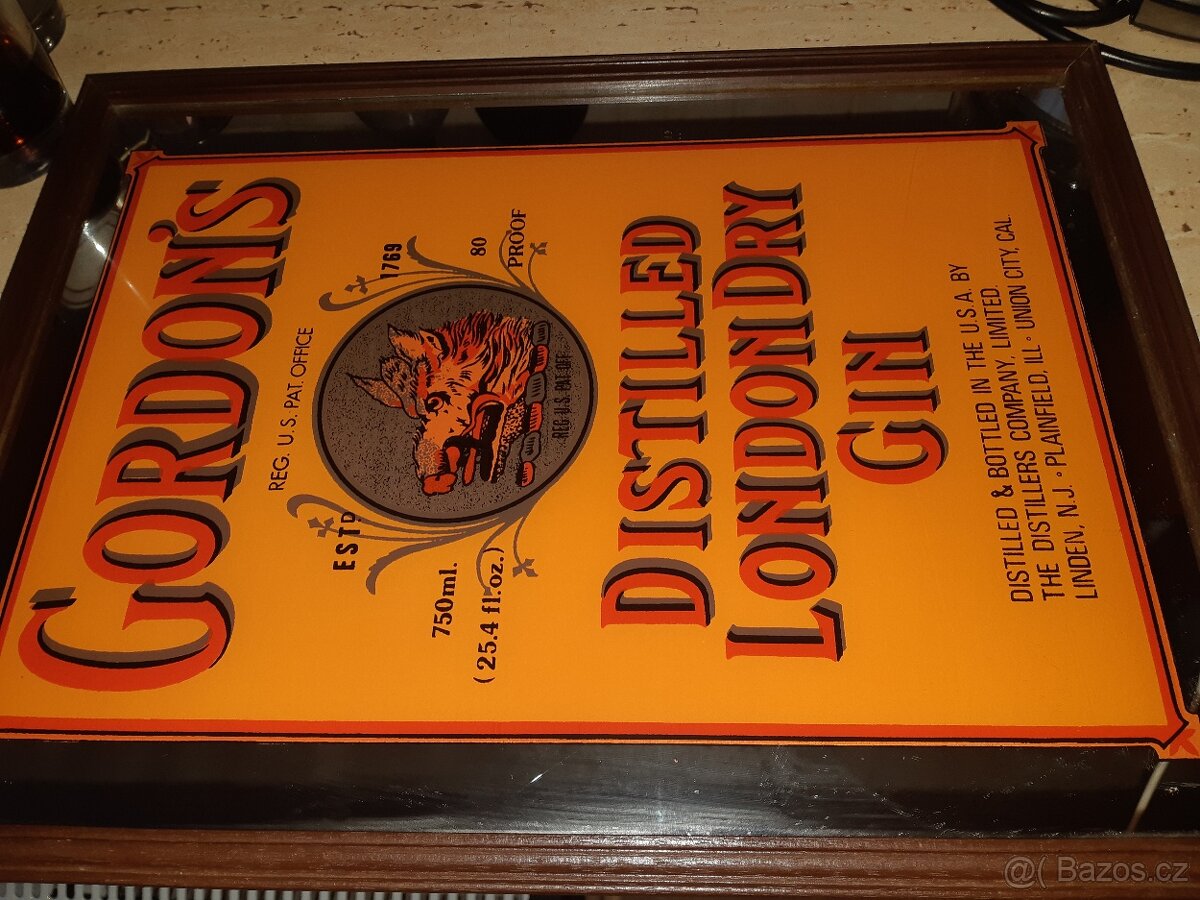 GORDON'S
REG. U.S. PAT. OFFICE
ESTD. 1769
REG. U.S. PAT. OFF.
750ml. 80
(25.4 fl.oz.) PROOF
DISTILLED
LONDON DRY
GIN
DISTILLED & BOTTLED IN THE U.S.A. BY
THE DISTILLERS COMPANY, LIMITED.
LINDEN, N.J. • PLAINFIELD, ILL • UNION CITY, CAL
@( Bazos.cz